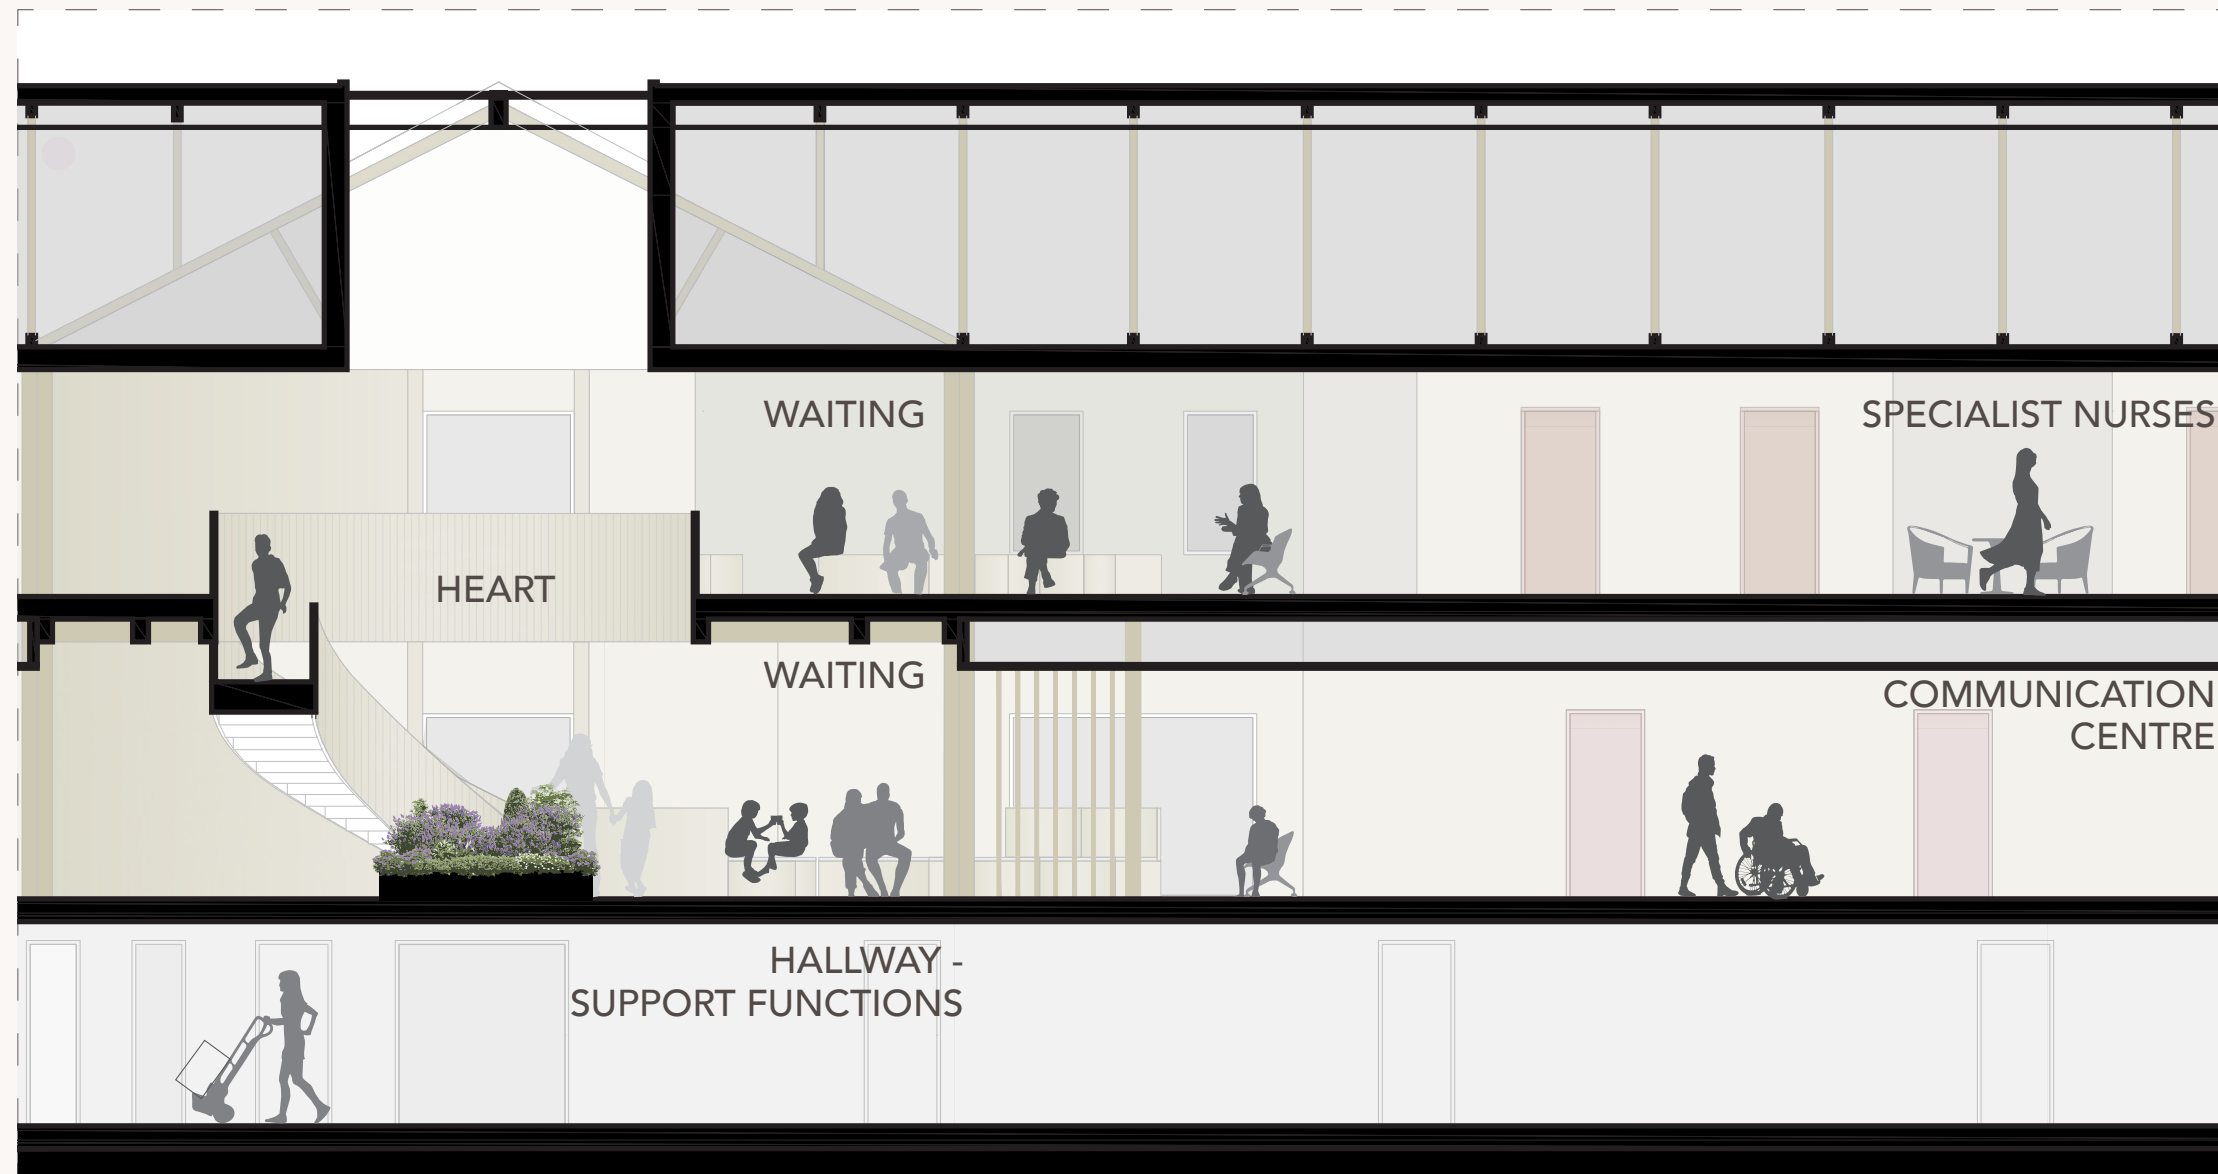 WAITING
SPECIALIST NURSES
HEART
WAITING
COMMUNICATION
CENTRE
HALLWAY -
SUPPORT FUNCTIONS